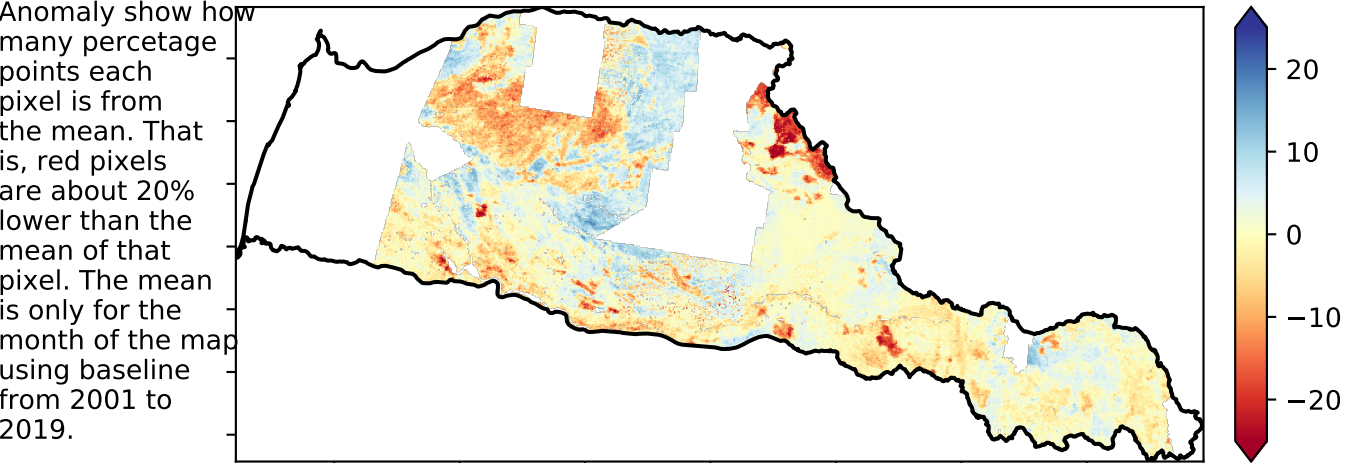 Anomaly show how
many percetage
points each
pixel is from
the mean. That
is, red pixels
are about 20%
lower than the
mean of that
pixel. The mean
is only for the
month of the map
using baseline
from 2001 to
2019.
20
10
0
−10
−20